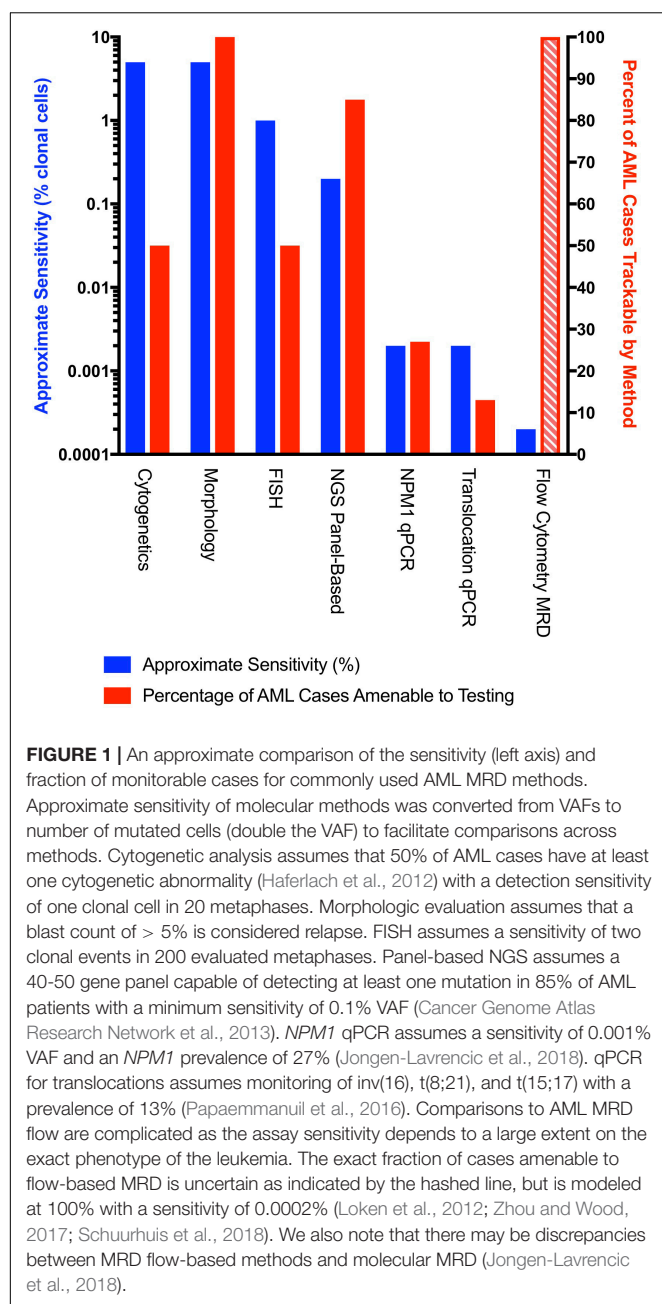 Approximate Sensitivity (% clonal cells)
10
1
0.1
0.01
0.001
0.0001
100
90
80
70
60
50
40
30
20
10
0
Percent of AML Cases Trackable by Method
Cytogenetics
Morphology
FISH
NGS Panel-Based
NPM1 qPCR
Translocation qPCR
Flow Cytometry MRD
Approximate Sensitivity (%)
Percentage of AML Cases Amenable to Testing
FIGURE 1 | An approximate comparison of the sensitivity (left axis) and
fraction of monitorable cases for commonly used AML MRD methods.
Approximate sensitivity of molecular methods was converted from VAFs to
number of mutated cells (double the VAF) to facilitate comparisons across
methods. Cytogenetic analysis assumes that 50% of AML cases have at least
one cytogenetic abnormality (Haferlach et al., 2012) with a detection sensitivity
of one clonal cell in 20 metaphases. Morphologic evaluation assumes that a
blast count of > 5% is considered relapse. FISH assumes a sensitivity of two
clonal events in 200 evaluated metaphases. Panel-based NGS assumes a
40-50 gene panel capable of detecting at least one mutation in 85% of AML
patients with a minimum sensitivity of 0.1% VAF (Cancer Genome Atlas
Research Network et al., 2013). NPM1 qPCR assumes a sensitivity of 0.001%
VAF and an NPM1 prevalence of 27% (Jongen-Lavrencic et al., 2018). qPCR
for translocations assumes monitoring of inv(16), t(8;21), and t(15;17) with a
prevalence of 13% (Papaemmanuil et al., 2016). Comparisons to AML MRD
flow are complicated as the assay sensitivity depends to a large extent on the
exact phenotype of the leukemia. The exact fraction of cases amenable to
flow-based MRD is uncertain as indicated by the hashed line, but is modeled
at 100% with a sensitivity of 0.0002% (Loken et al., 2012; Zhou and Wood,
2017; Schuurhuis et al., 2018). We also note that there may be discrepancies
between MRD flow-based methods and molecular MRD (Jongen-Lavrencic
et al., 2018).